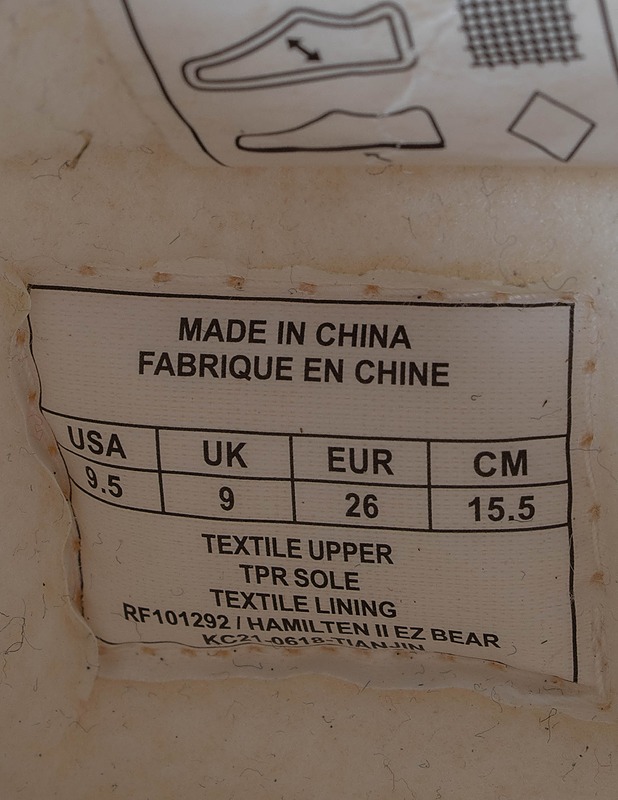 MADE IN CHINA
FABRIQUE EN CHINE
USA UK EUR CM
9.5 9 26 15.5
TEXTILE UPPER
TPR SOLE
TEXTILE LINING
RF101292 / HAMILTEN II EZ BEAR
KC21-0618-TIANJIN